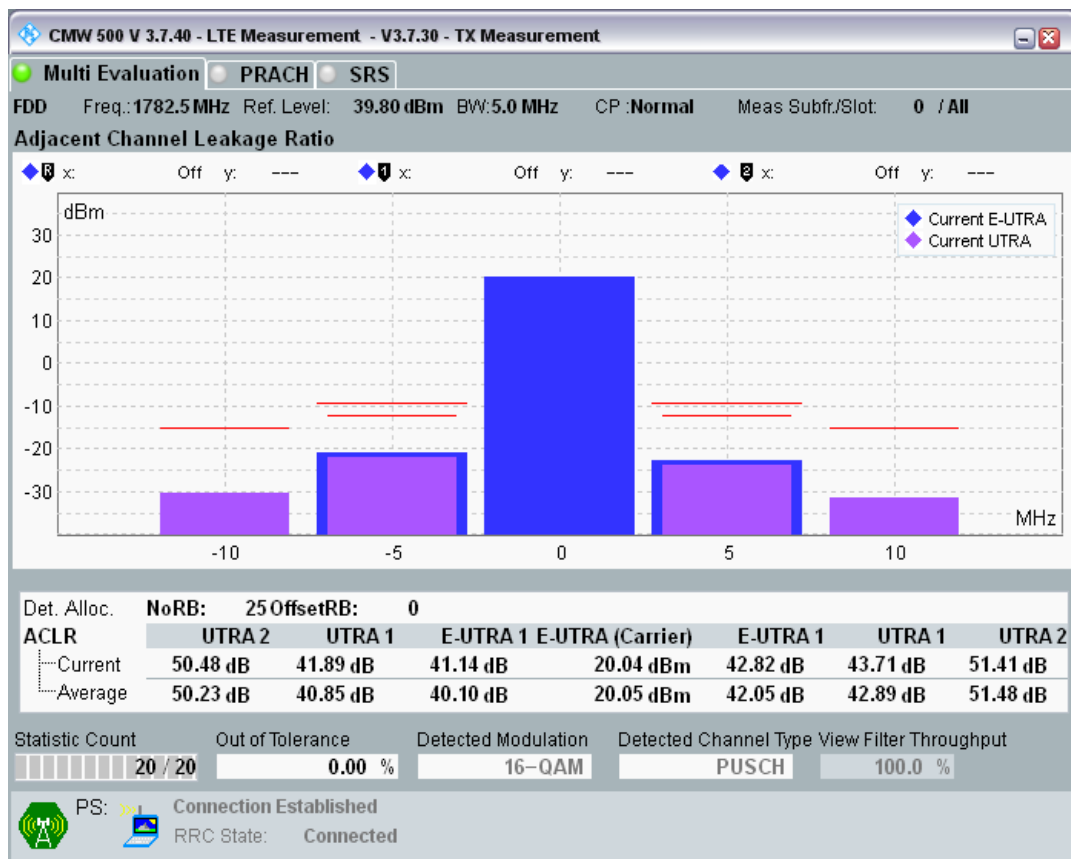 CMW 500 V 3.7.40 - LTE Measurement - V3.7.30 - TX Measurement
Multi Evaluation PRACH SRS
FDD Freq.:1782.5 MHz Ref. Level: 39.80 dBm BW:5.0 MHz CP :Normal Meas Subfr./Slot: 0 / All
Adjacent Channel Leakage Ratio
R x: Off y: --- 1 x: Off y: --- 2 x: Off y: ---
dBm
Current E-UTRA
Current UTRA
30
20
10
0
-10
-20
-30
MHz
-10 -5 0 5 10
Det. Alloc. NoRB: 25 OffsetRB: 0
ACLR UTRA 2 UTRA 1 E-UTRA 1 E-UTRA (Carrier) E-UTRA 1 UTRA 1 UTRA 2
Current 50.48 dB 41.89 dB 41.14 dB 20.04 dBm 42.82 dB 43.71 dB 51.41 dB
Average 50.23 dB 40.85 dB 40.10 dB 20.05 dBm 42.05 dB 42.89 dB 51.48 dB
Statistic Count Out of Tolerance Detected Modulation Detected Channel Type View Filter Throughput
20 / 20 0.00 % 16-QAM PUSCH 100.0 %
PS: Connection Established
RRC State: Connected